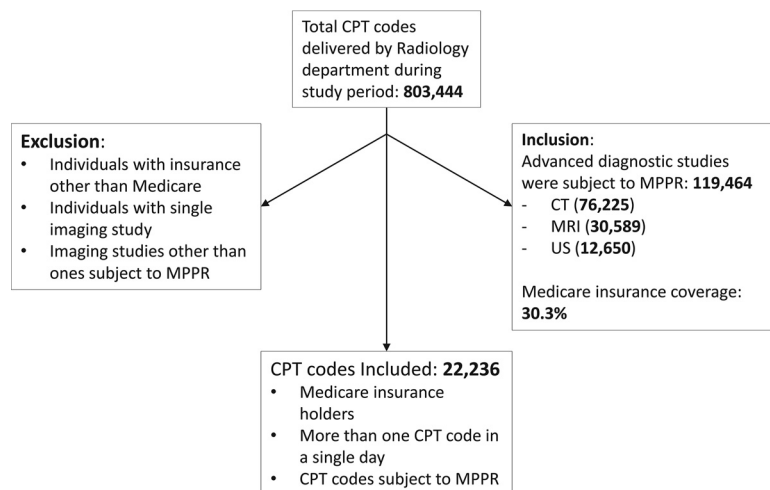 Total CPT codes
delivered by Radiology
department during
study period: 803,444
Exclusion:
• Individuals with insurance
other than Medicare
• Individuals with single
imaging study
• Imaging studies other than
ones subject to MPPR
Inclusion:
Advanced diagnostic studies
were subject to MPPR: 119,464
- CT (76,225)
- MRI (30,589)
- US (12,650)
Medicare insurance coverage:
30.3%
CPT codes Included: 22,236
• Medicare insurance
holders
• More than one CPT code in
a single day
• CPT codes subject to MPPR